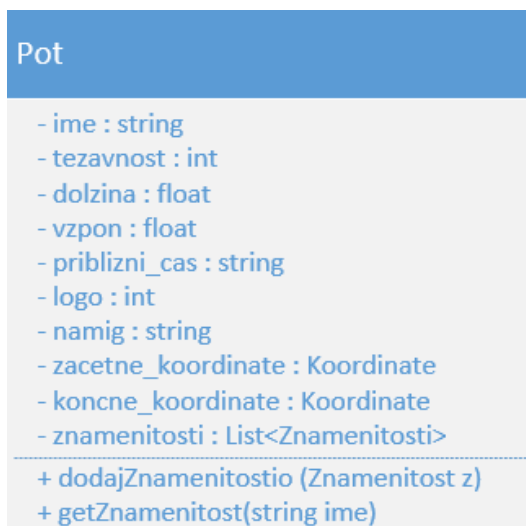 Pot
- ime : string
- tezavnost : int
- dolzina : float
- vzpon : float
- priblizni_cas : string
- logo : int
- namig : string
- zacetne_koordinate : Koordinate
- koncne_koordinate : Koordinate
- znamenitosti : List<Znamenitosti>
+ dodajZnamenitostio (Znamenitost z)
+ getZnamenitost(string ime)